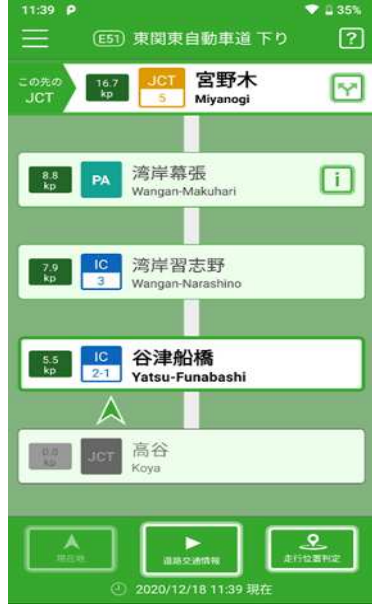 11:39 P 35%
E51 東関東自動車道 下り ?
この先の
JCT
16.7
kp
JCT
5
宮野木
Miyanogi
8.8
kp
PA
湾岸幕張
Wangan-Makuhari
i
7.9
kp
IC
3
湾岸習志野
Wangan-Narashino
5.5
kp
IC
2-1
谷津船橋
Yatsu-Funabashi
0.0
kp
JCT
高谷
Koya
現在地
道路交通情報
走行位置判定
2020/12/18 11:39 現在